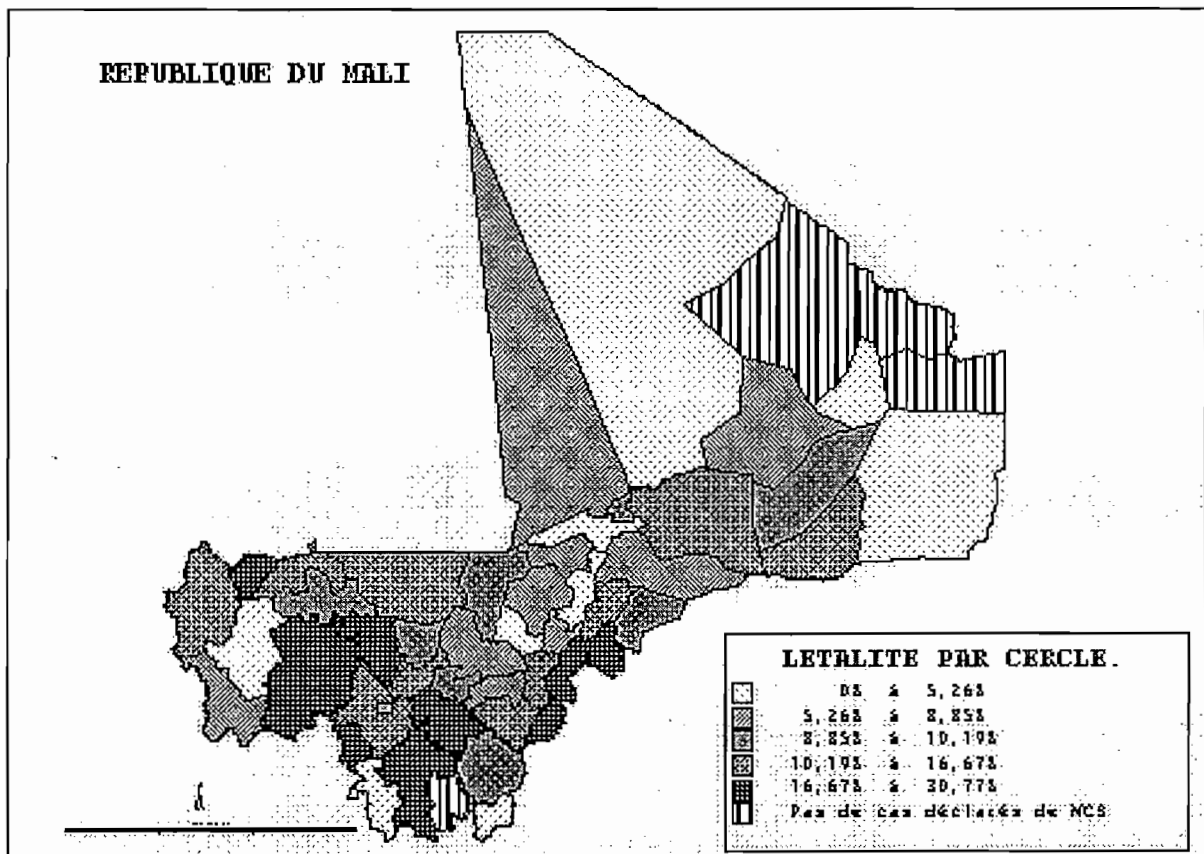 REPUBLIQUE DU MALI
LETALITE PAR CERCLE.
0% à 5,26%
5,26% à 8,85%
8,85% à 10,19%
10,19% à 16,67%
16,67% à 30,77%
Pas de cas déclarés de MCS